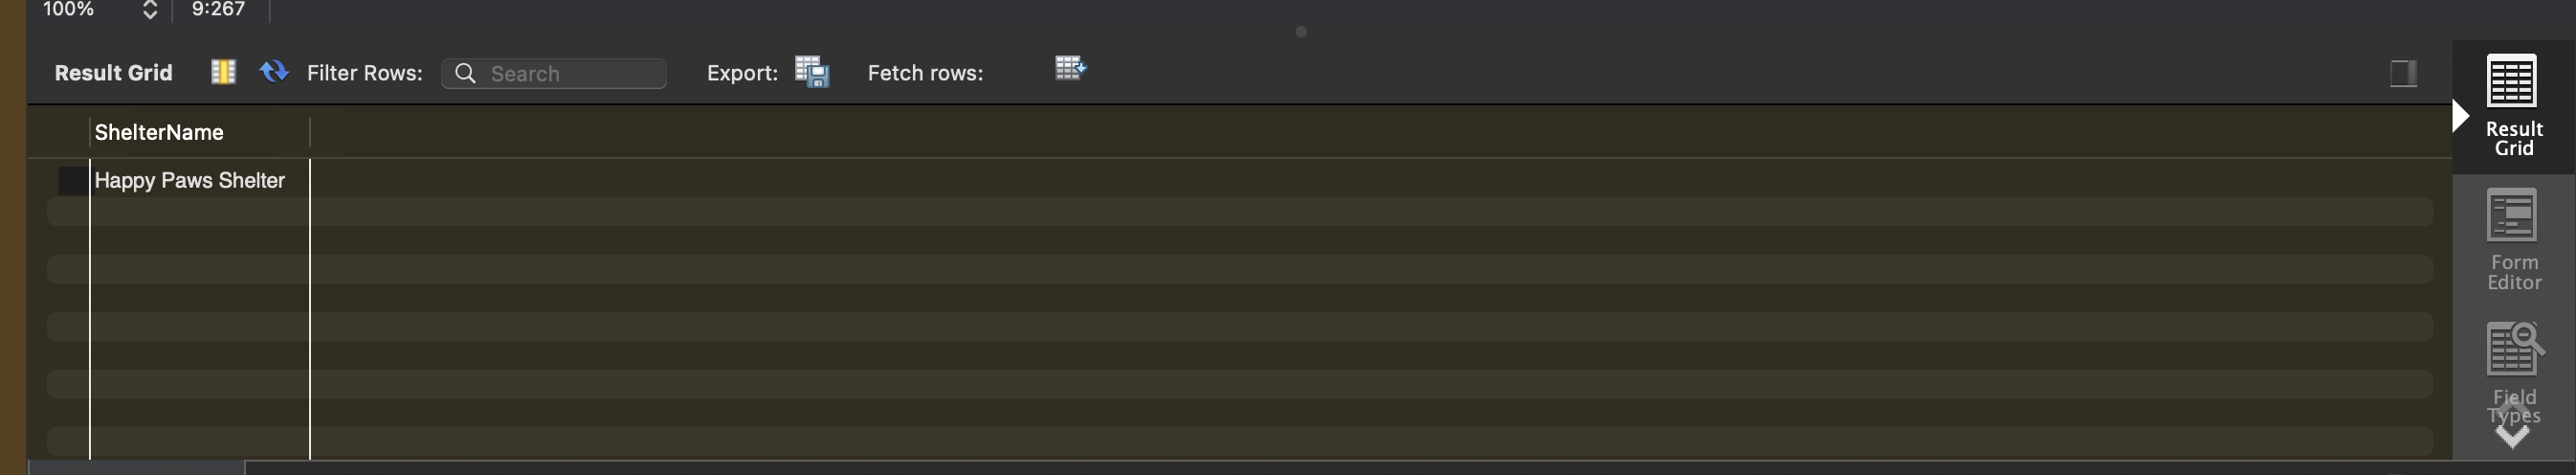 100% 9:267
Result Grid Filter Rows: Search Export: Fetch rows:
ShelterName
Happy Paws Shelter
Result
Grid
Form
Editor
Field
Types